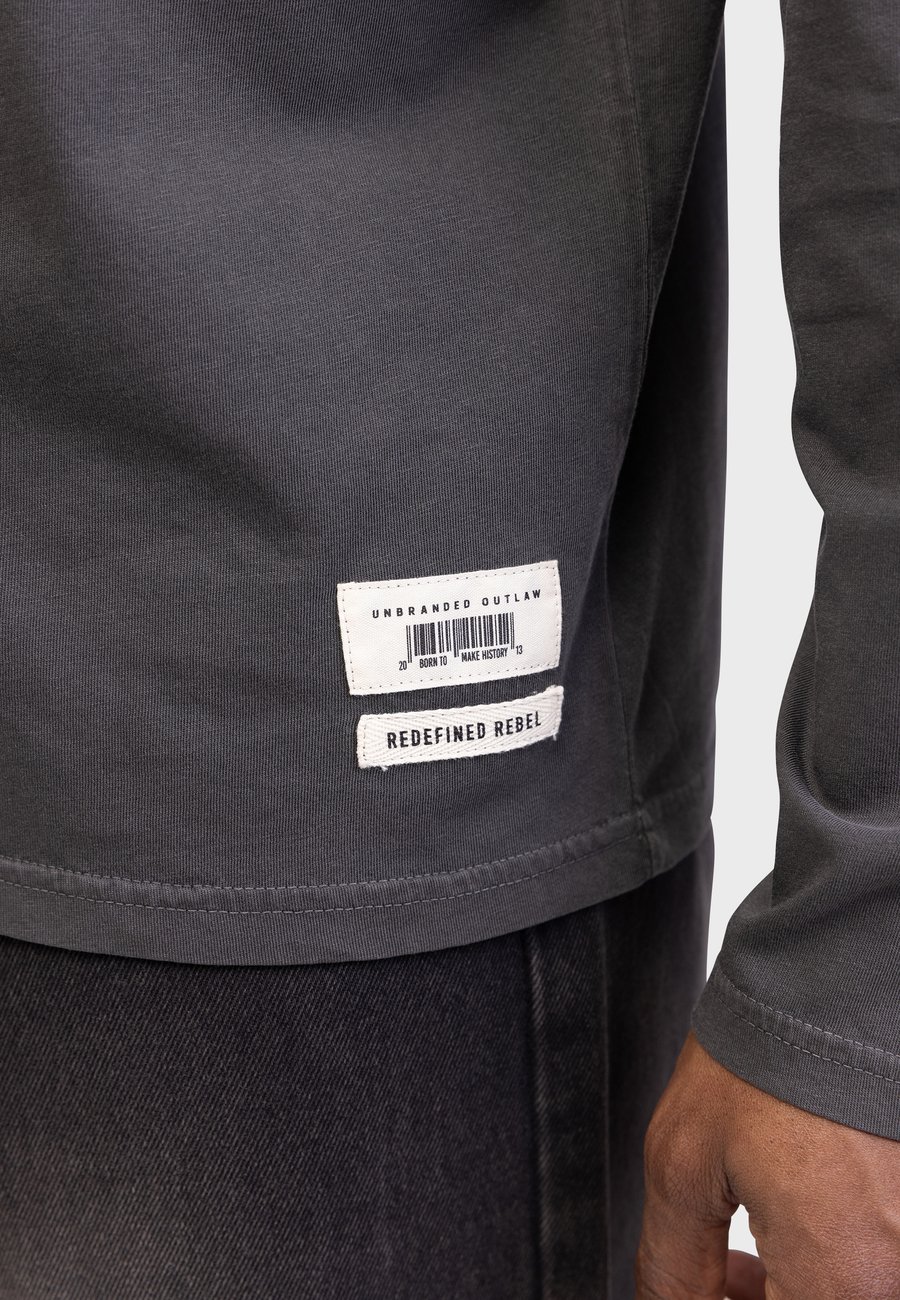 UNBRANDED OUTLAW
20 BORN TO MAKE HISTORY 13
REDEFINED REBEL